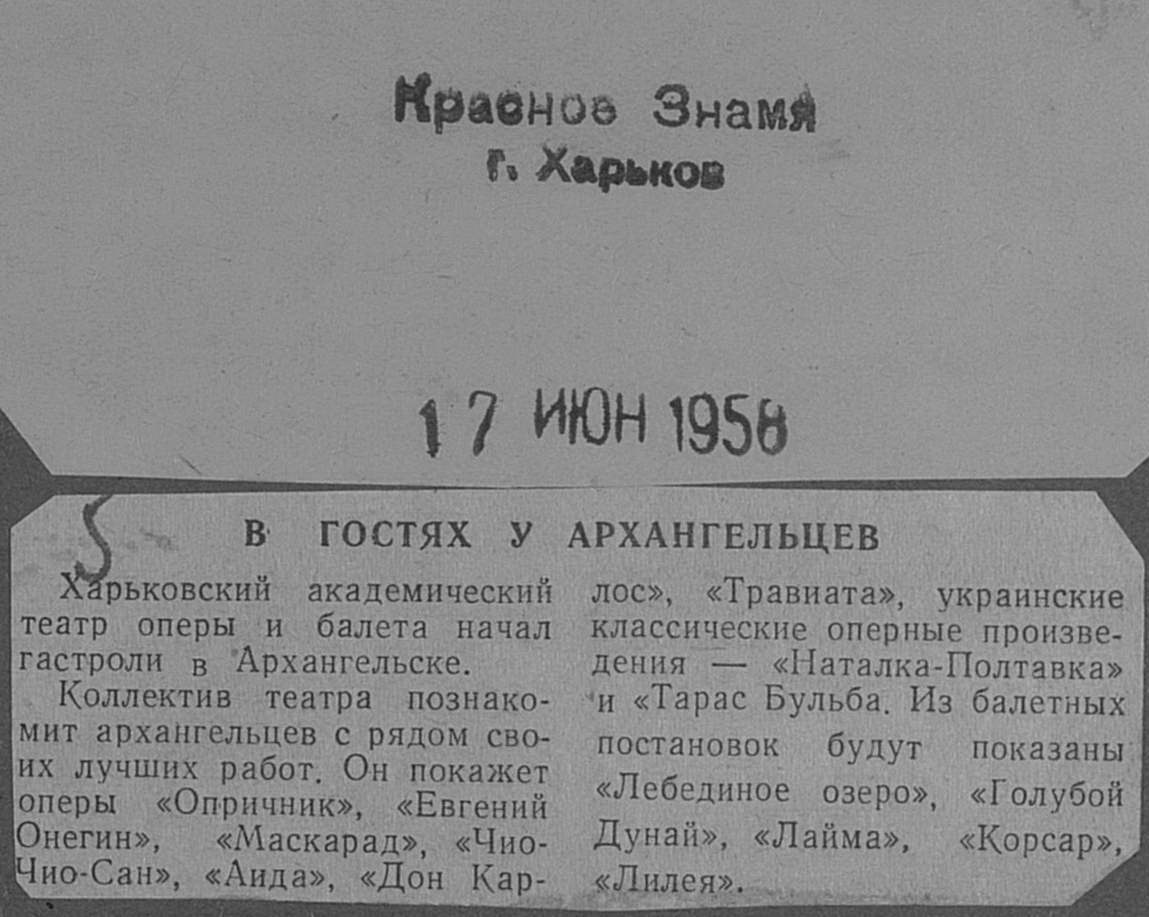 Красное Знамя
г. Харьков
17 ИЮН 1958
5
В ГОСТЯХ У АРХАНГЕЛЬЦЕВ
Харьковский академический
театр оперы и балета начал
гастроли в Архангельске.
Коллектив театра познако-
мит архангельцев с рядом сво-
их лучших работ. Он покажет
оперы «Опричник», «Евгений
Онегин», «Маскарад», «Чио-
Чио-Сан», «Аида», «Дон Кар-
лос», «Травиата», украинские
классические оперные произве-
дения — «Наталка-Полтавка»
и «Тарас Бульба. Из балетных
постановок будут показаны
«Лебединое озеро», «Голубой
Дунай», «Лайма», «Корсар»,
«Лилея».